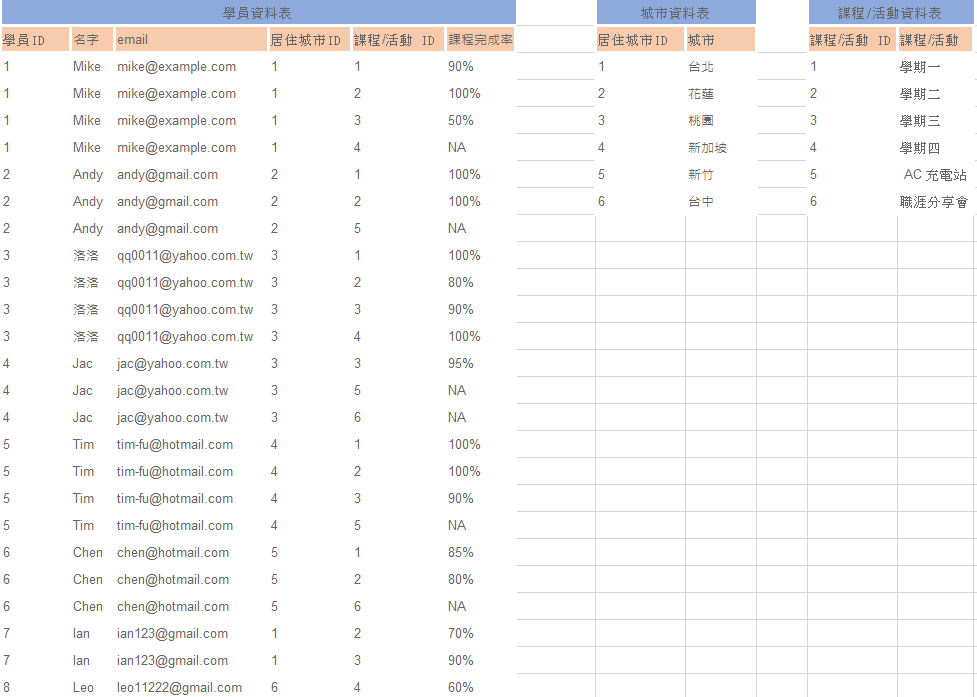 學員資料表 城市資料表 課程/活動資料表
學員ID 名字 email 居住城市ID 課程/活動 ID 課程完成率 居住城市ID 城市 課程/活動 ID 課程/活動
1 Mike mike@example.com 1 1 90% 1 台北 1 學期一
1 Mike mike@example.com 1 2 100% 2 花蓮 2 學期二
1 Mike mike@example.com 1 3 50% 3 桃園 3 學期三
1 Mike mike@example.com 1 4 NA 4 新加坡 4 學期四
2 Andy andy@gmail.com 2 1 100% 5 新竹 5 AC 充電站
2 Andy andy@gmail.com 2 2 100% 6 台中 6 職涯分享會
2 Andy andy@gmail.com 2 5 NA
3 洛洛 qq0011@yahoo.com.tw 3 1 100%
3 洛洛 qq0011@yahoo.com.tw 3 2 80%
3 洛洛 qq0011@yahoo.com.tw 3 3 90%
3 洛洛 qq0011@yahoo.com.tw 3 4 100%
4 Jac jac@yahoo.com.tw 3 3 95%
4 Jac jac@yahoo.com.tw 3 5 NA
4 Jac jac@yahoo.com.tw 3 6 NA
5 Tim tim-fu@hotmail.com 4 1 100%
5 Tim tim-fu@hotmail.com 4 2 100%
5 Tim tim-fu@hotmail.com 4 3 90%
5 Tim tim-fu@hotmail.com 4 5 NA
6 Chen chen@hotmail.com 5 1 85%
6 Chen chen@hotmail.com 5 2 80%
6 Chen chen@hotmail.com 5 6 NA
7 Ian ian123@gmail.com 1 2 70%
7 Ian ian123@gmail.com 1 3 90%
8 Leo leo11222@gmail.com 6 4 60%